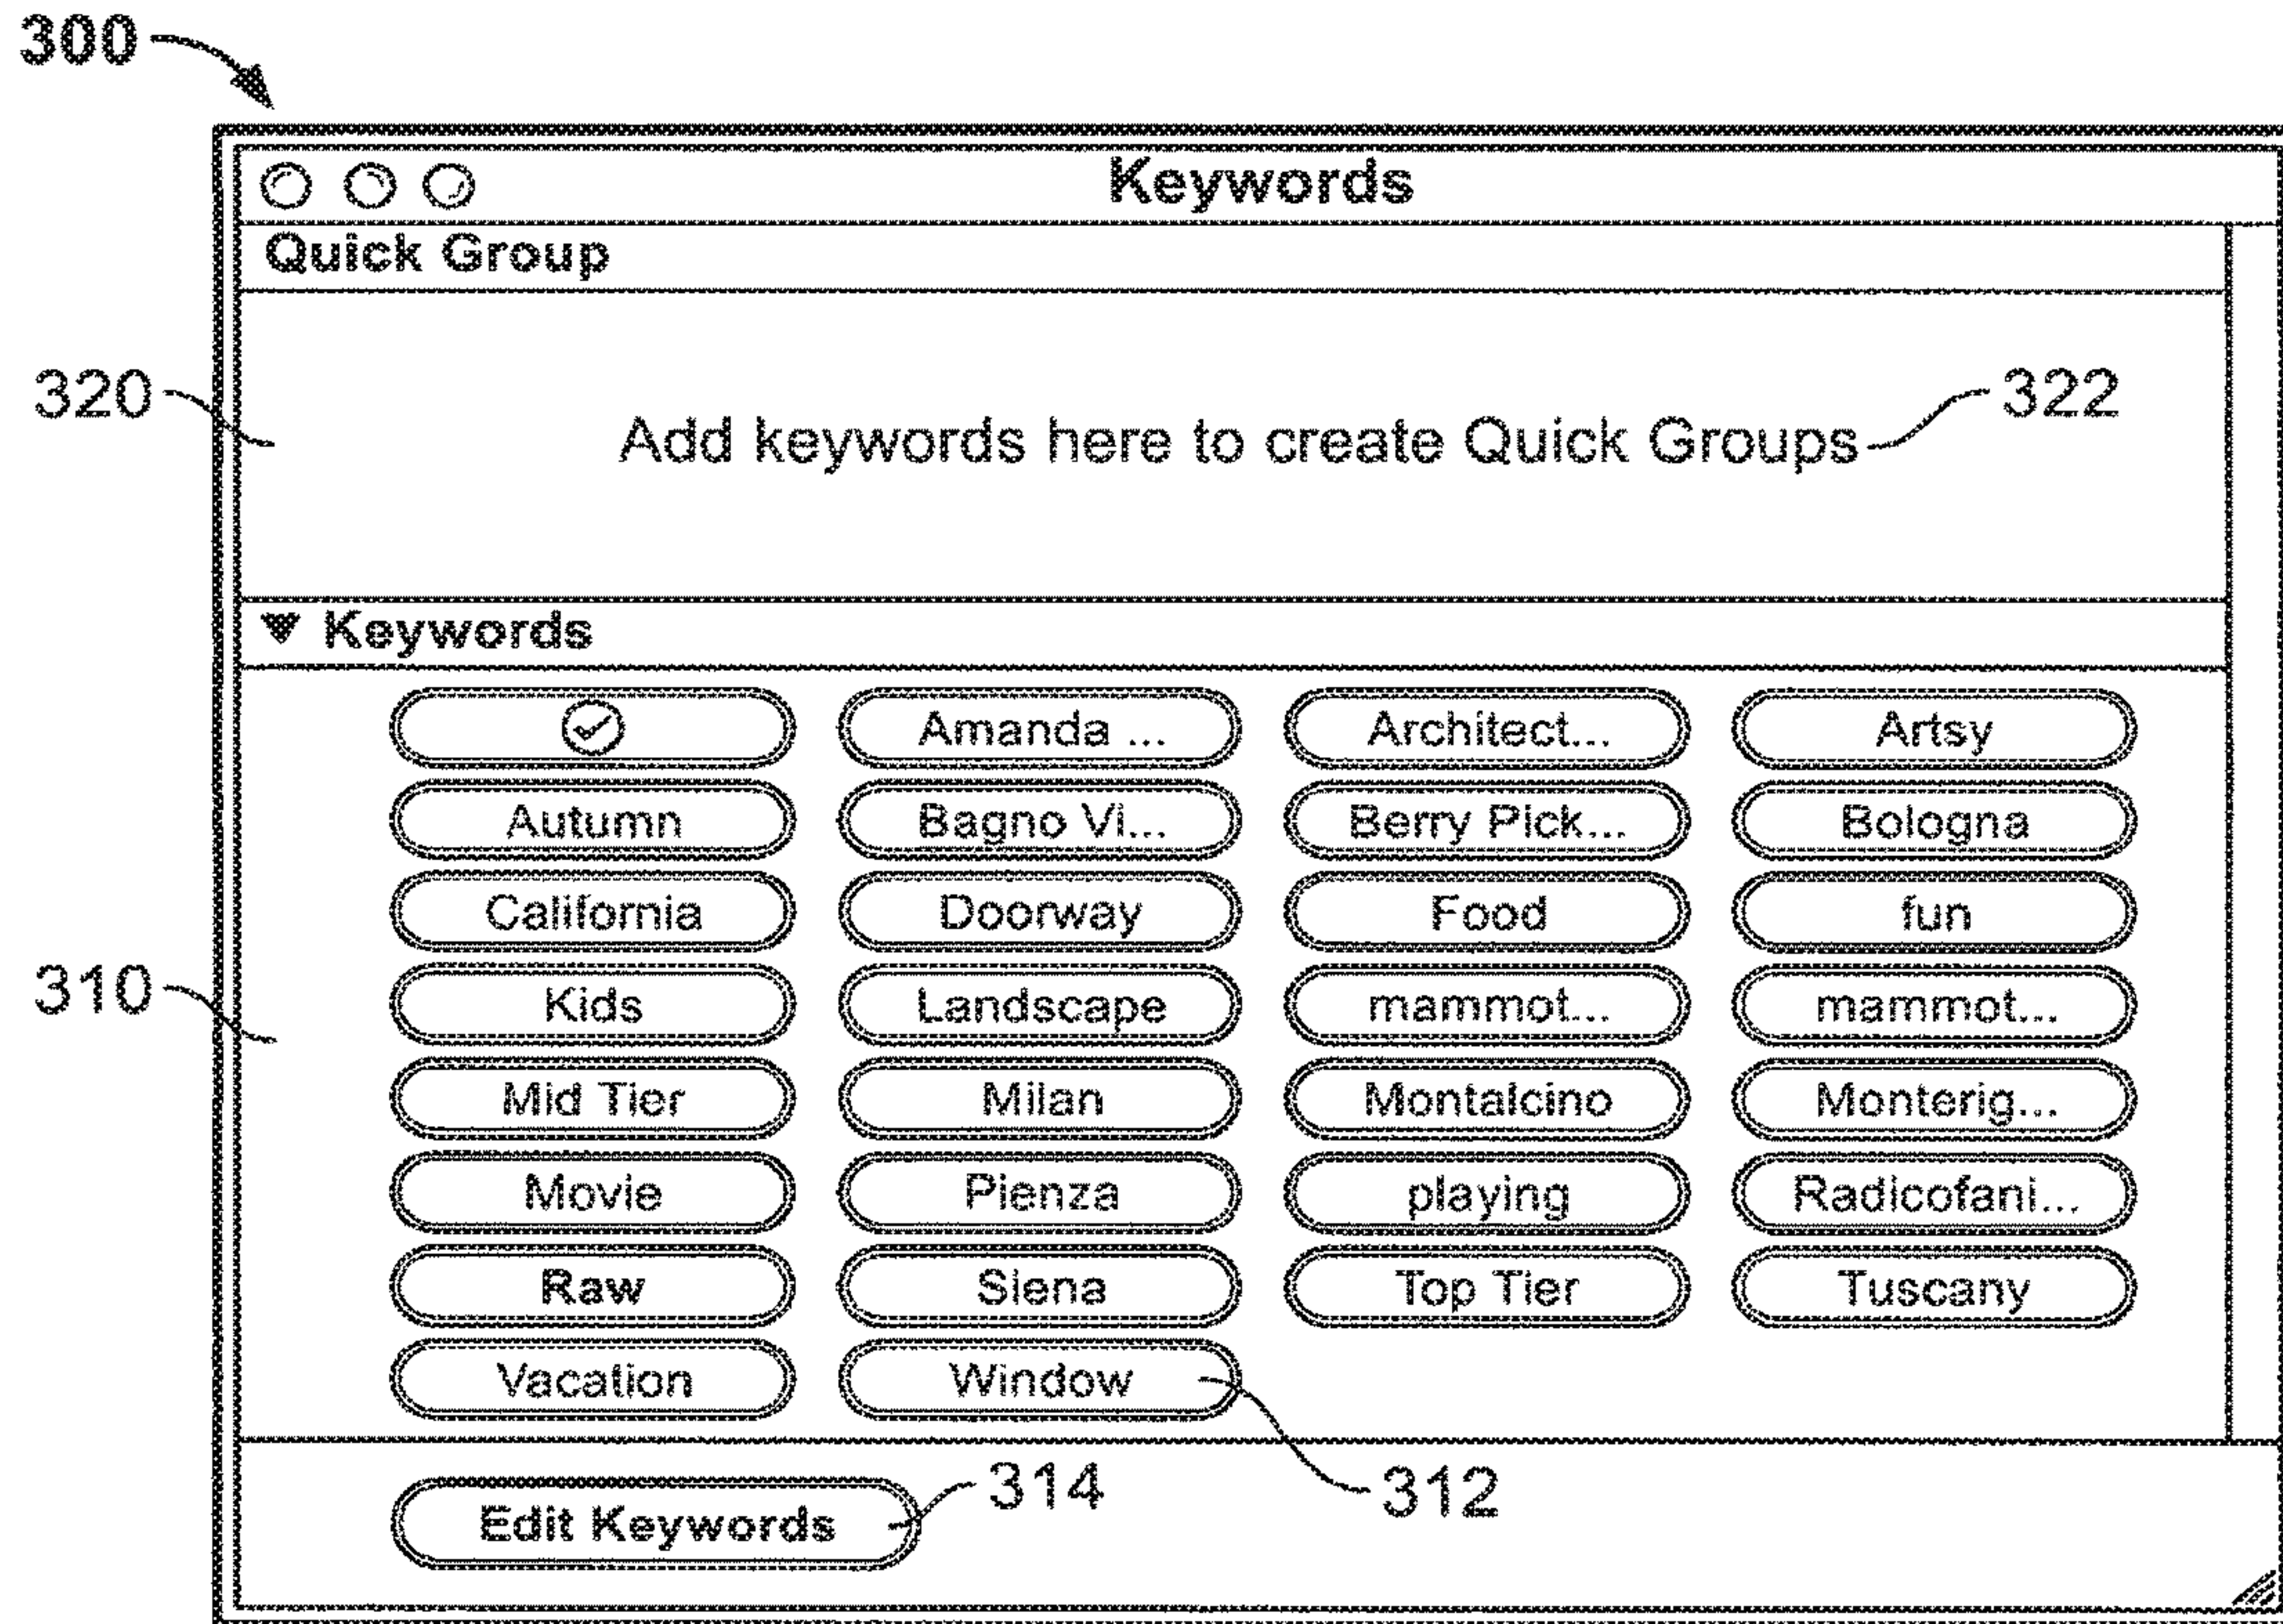 300
Keywords
Quick Group
320
322
Add keywords here to create Quick Groups
Keywords
Amanda ... Architect... Artsy
Autumn Bagno Vi... Berry Pick... Bologna
California Doorway Food fun
310
Kids Landscape mammot... mammot...
Mid Tier Milan Montalcino Monterig...
Movie Pienza playing Radicofani...
Raw Siena Top Tier Tuscany
Vacation Window
314
312
Edit Keywords